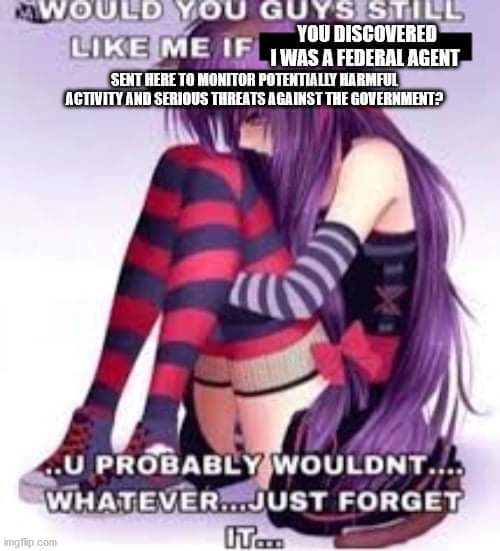 WOULD YOU GUYS STILL
LIKE ME IF YOU DISCOVERED
I WAS A FEDERAL AGENT
SENT HERE TO MONITOR POTENTIALLY HARMFUL
ACTIVITY AND SERIOUS THREATS AGAINST THE GOVERNMENT?
..U PROBABLY WOULDNT....
WHATEVER...JUST FORGET
IT...
imgflip.com